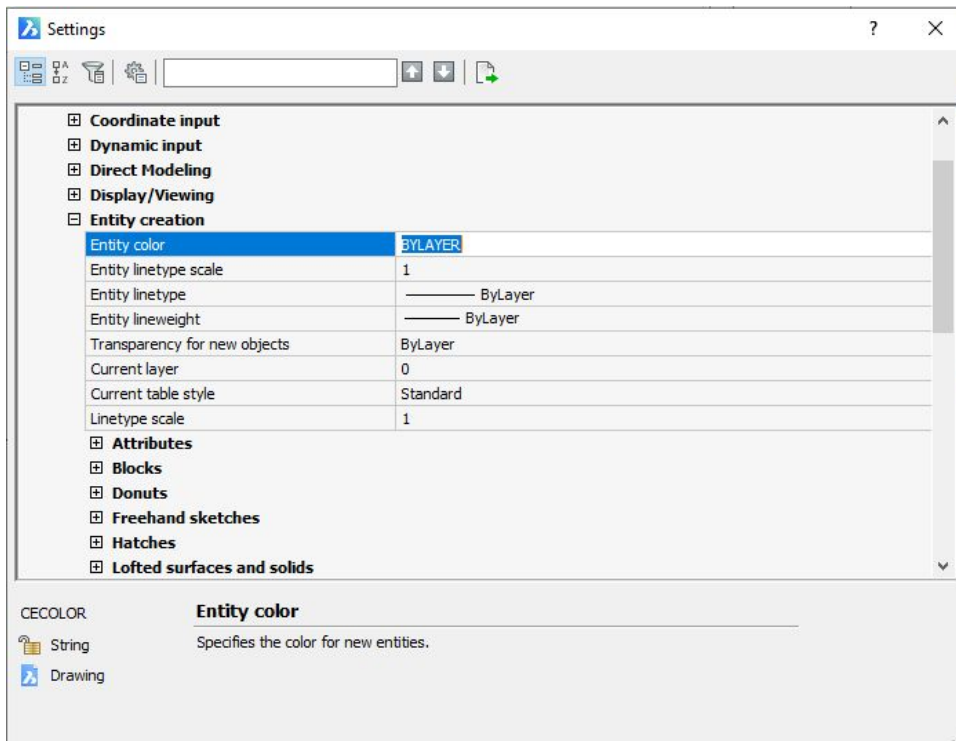 Settings
?
Coordinate input
Dynamic input
Direct Modeling
Display/Viewing
Entity creation
Entity color BYLAYER
Entity linetype scale 1
Entity linetype ByLayer
Entity lineweight ByLayer
Transparency for new objects ByLayer
Current layer 0
Current table style Standard
Linetype scale 1
Attributes
Blocks
Donuts
Freehand sketches
Hatches
Lofted surfaces and solids
CECOLOR Entity color
String Specifies the color for new entities.
Drawing